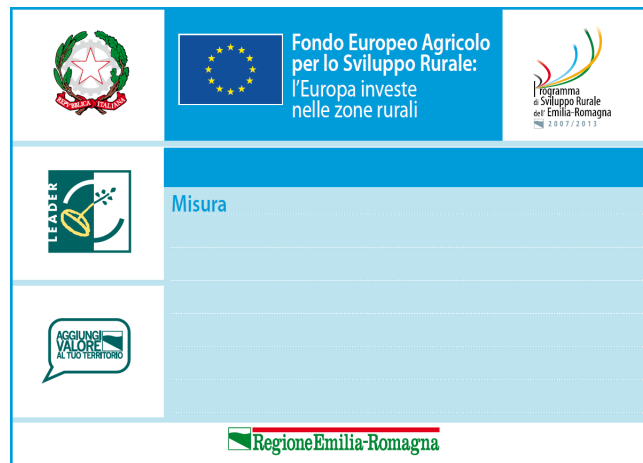 REPVBBLICA ITALIANA
Fondo Europeo Agricolo
per lo Sviluppo Rurale:
l'Europa investe
nelle zone rurali
Programma
di Sviluppo Rurale
dell' Emilia-Romagna
2007/2013
LEADER
Misura
AGGIUNGI
VALORE
AL TUO TERRITORIO
RegioneEmilia-Romagna